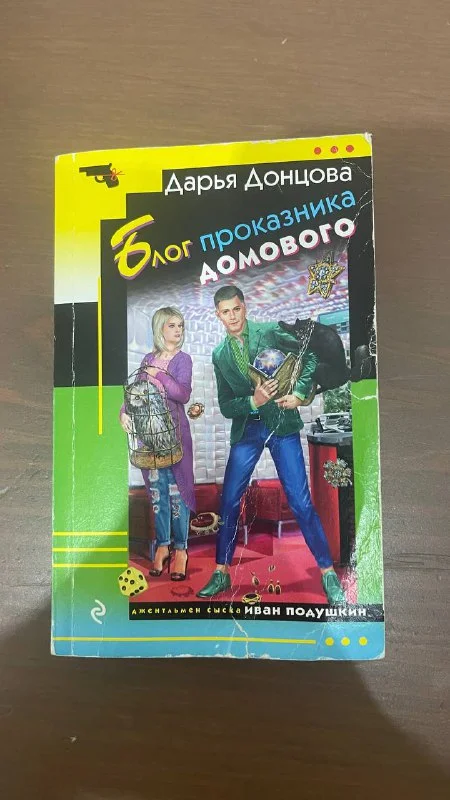 Дарья Донцова
Блог проказника
домового
джентльмен сыска Иван Подушкин